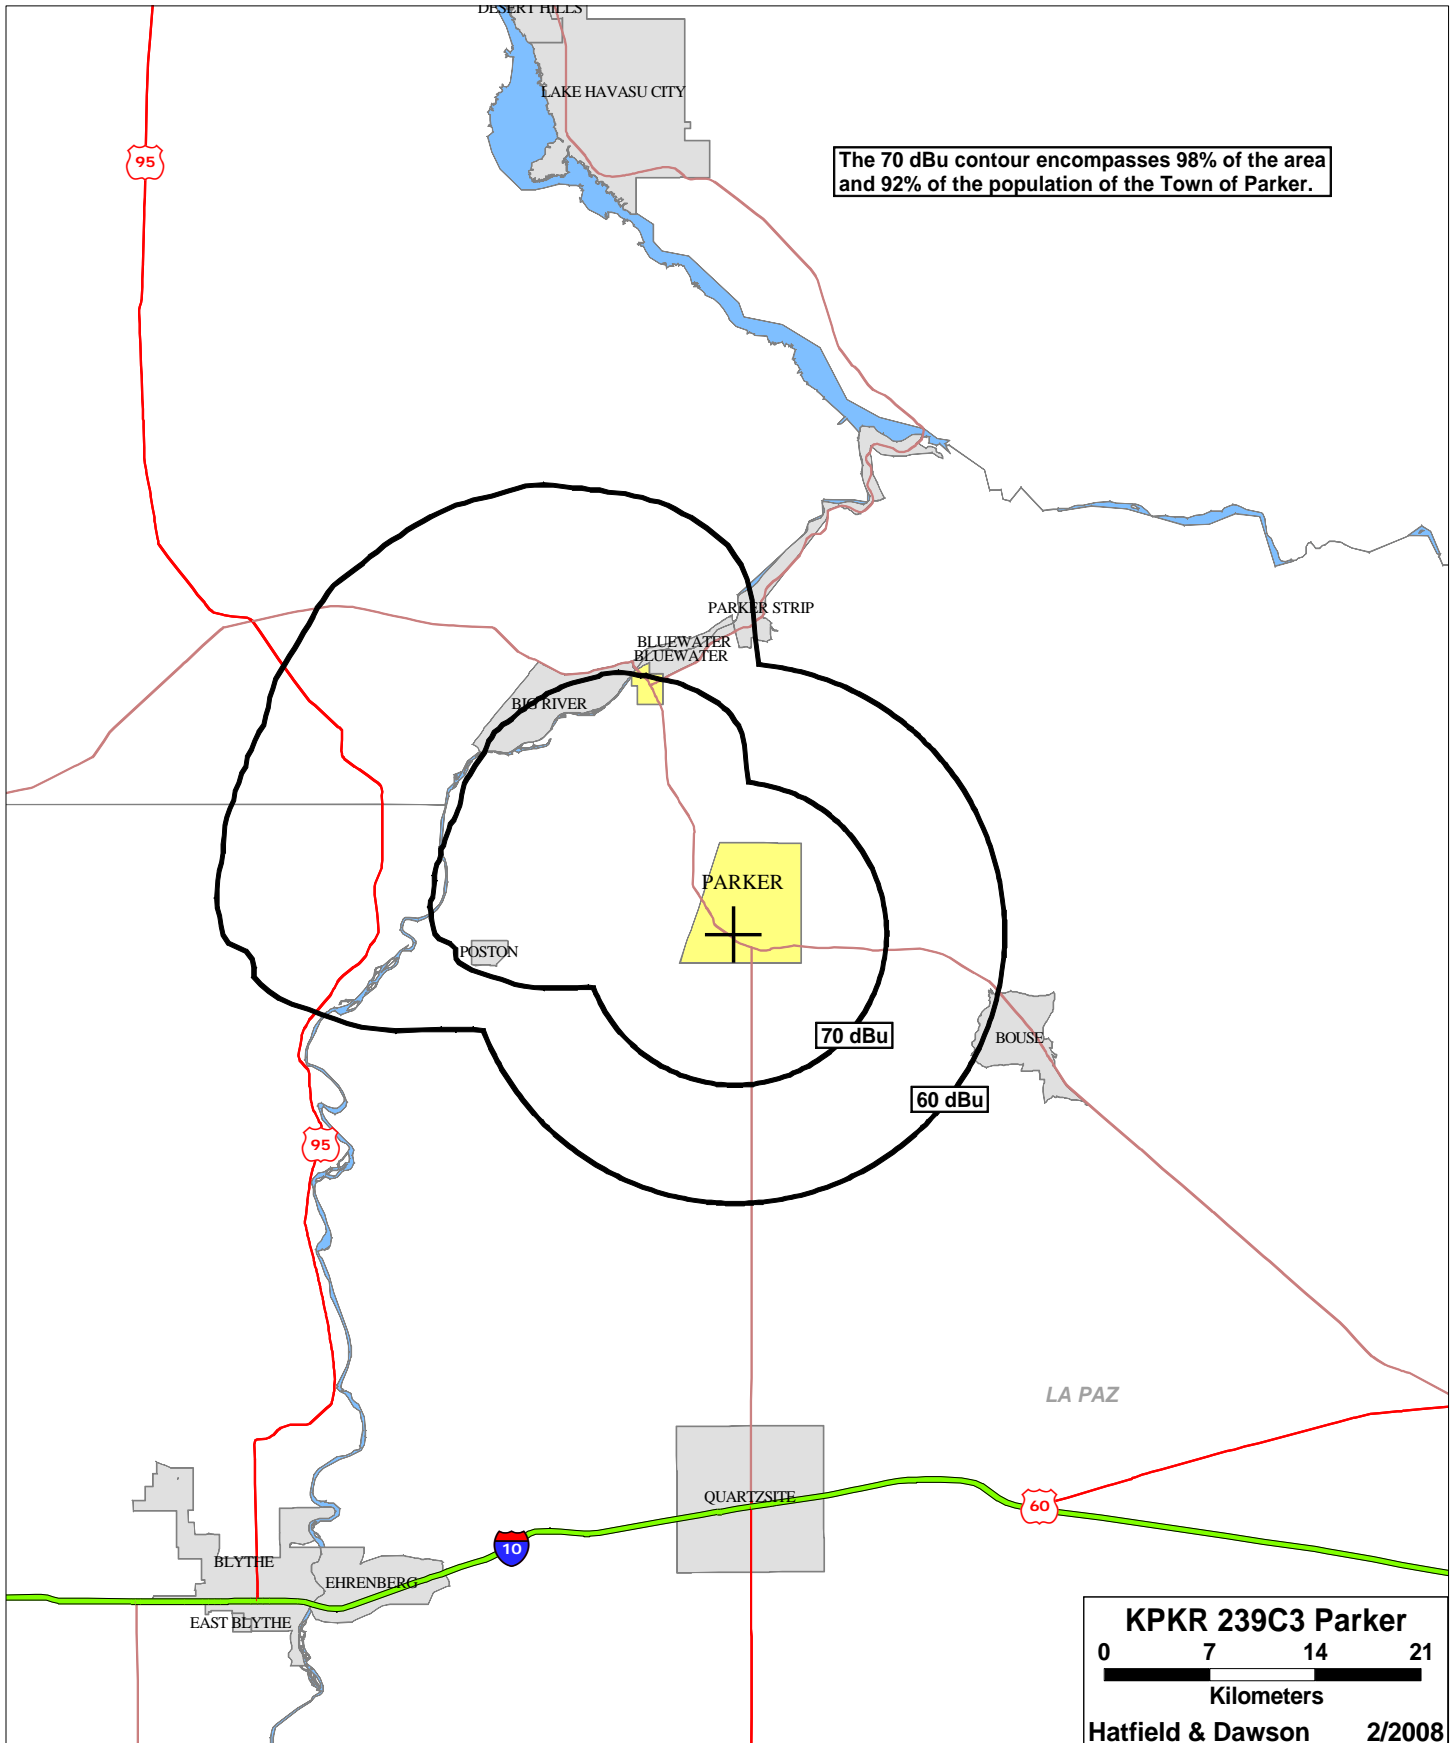 DESERT HILLS
LAKE HAVASU CITY
95
The 70 dBu contour encompasses 98% of the area
and 92% of the population of the Town of Parker.
PARKER STRIP
BLUEWATER
BLUEWATER
BIG RIVER
PARKER
POSTON
70 dBu
BOUSE
60 dBu
95
LA PAZ
QUARTZSITE
60
10
BLYTHE
EHRENBERG
EAST BLYTHE
KPKR 239C3 Parker
0 7 14 21
Kilometers
Hatfield & Dawson 2/2008